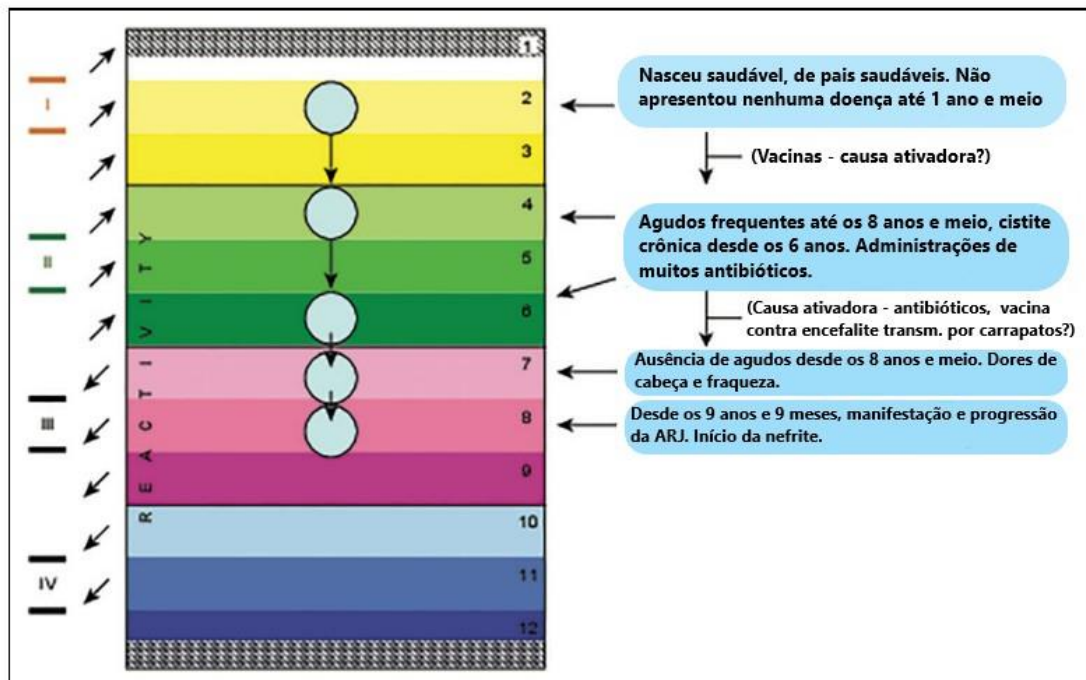 1
I
2
Nasceu saudável, de pais saudáveis. Não
apresentou nenhuma doença até 1 ano e meio
3
(Vacinas - causa ativadora?)
4
II
5
6
Agudos frequentes até os 8 anos e meio, cistite
crônica desde os 6 anos. Administrações de
muitos antibióticos.
(Causa ativadora - antibióticos, vacina
contra encefalite transm. por carrapatos?)
7
Ausência de agudos desde os 8 anos e meio. Dores de
cabeça e fraqueza.
III
8
Desde os 9 anos e 9 meses, manifestação e progressão
da ARJ. Início da nefrite.
9
REACTIVITY
10
IV
11
12